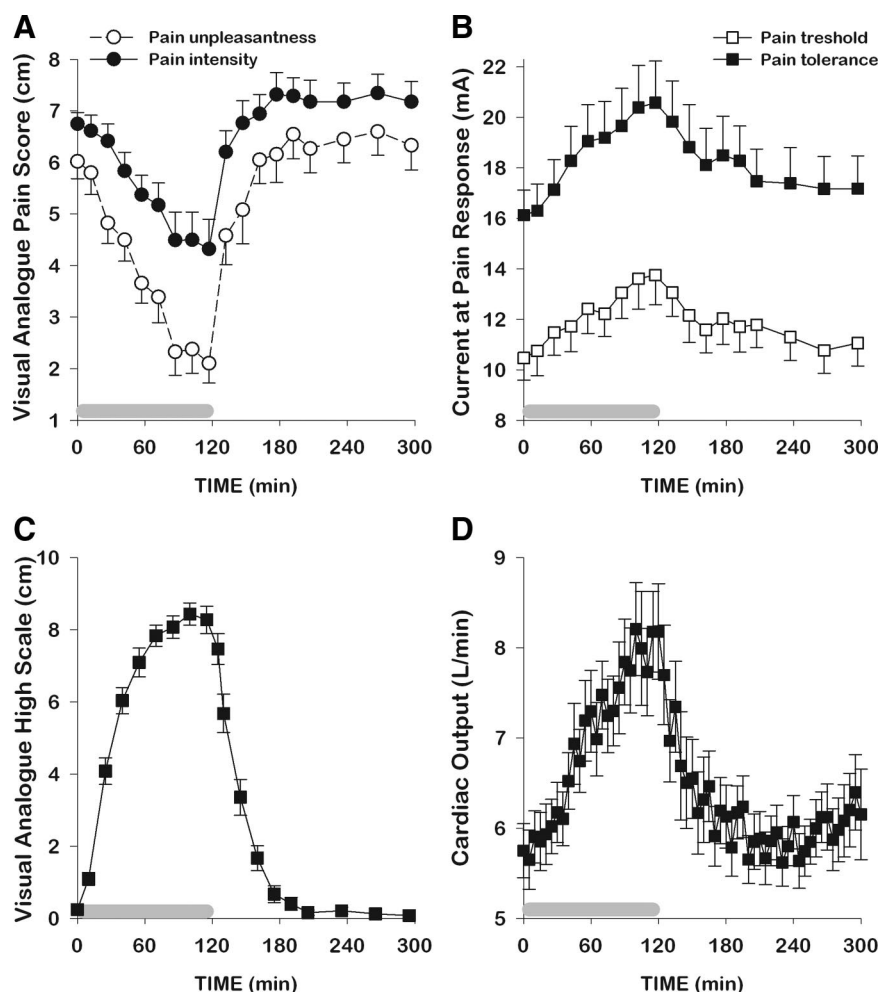 A
Pain unpleasantness
Pain intensity
Visual Analogue Pain Score (cm)
8
7
6
5
4
3
2
1
0 60 120 180 240 300
TIME (min)
B
Pain treshold
Pain tolerance
Current at Pain Response (mA)
22
20
18
16
14
12
10
8
0 60 120 180 240 300
TIME (min)
C
Visual Analogue High Scale (cm)
10
8
6
4
2
0
0 60 120 180 240 300
TIME (min)
D
Cardiac Output (L/min)
9
8
7
6
5
0 60 120 180 240 300
TIME (min)